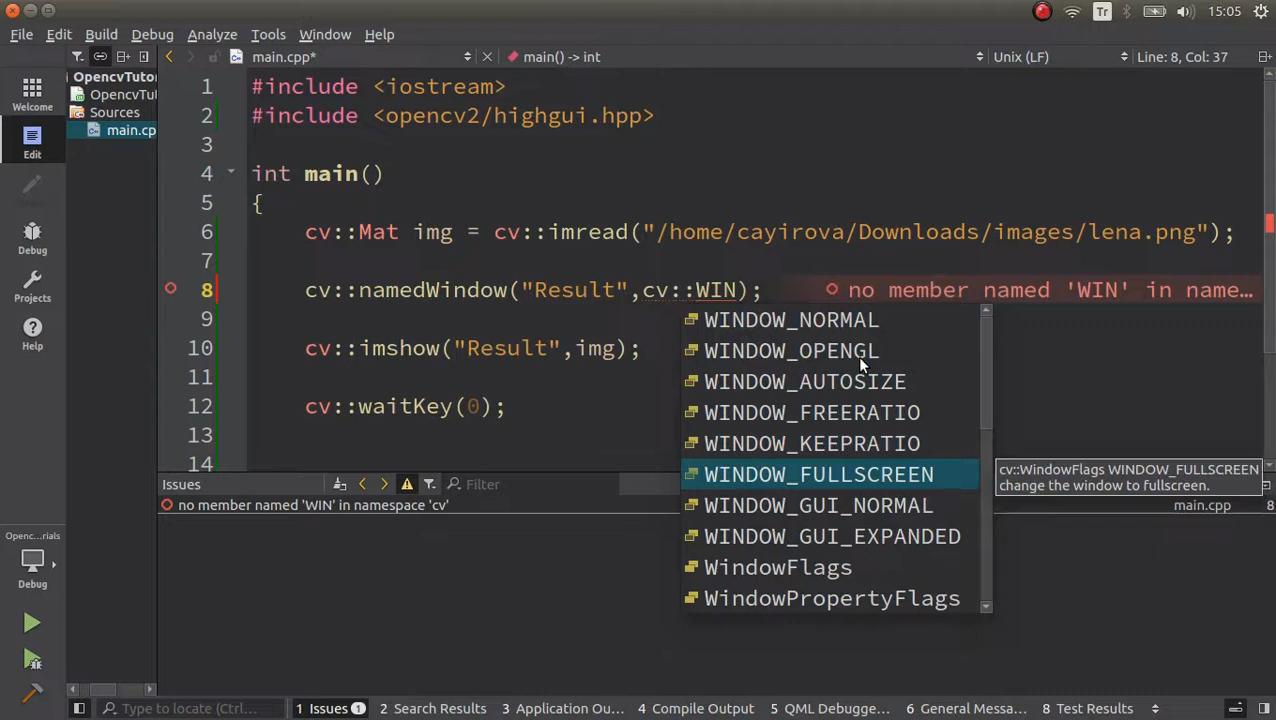 Tr
15:05
File Edit Build Debug Analyze Tools Window Help
main.cpp* main() -> int Unix (LF) Line: 8, Col: 37
Welcome
Edit
Debug
Projects
Help
Openc...rials
Debug
OpencvTutor
OpencvTut
Sources
main.cp
1 #include <iostream>
2 #include <opencv2/highgui.hpp>
3
4 int main()
5 {
6 cv::Mat img = cv::imread("/home/cayirova/Downloads/images/lena.png");
7
8 cv::namedWindow("Result",cv::WIN); no member named 'WIN' in name…
9
10 cv::imshow("Result",img);
11
12 cv::waitKey(0);
13
14
WINDOW_NORMAL
WINDOW_OPENGL
WINDOW_AUTOSIZE
WINDOW_FREERATIO
WINDOW_KEEPRATIO
WINDOW_FULLSCREEN
WINDOW_GUI_NORMAL
WINDOW_GUI_EXPANDED
WindowFlags
WindowPropertyFlags
cv::WindowFlags WINDOW_FULLSCREEN
change the window to fullscreen.
Issues Filter
no member named 'WIN' in namespace 'cv' main.cpp 8
Type to locate (Ctrl... 1 Issues 1 2 Search Results 3 Application Ou... 4 Compile Output 5 QML Debugge... 6 General Messa... 8 Test Results